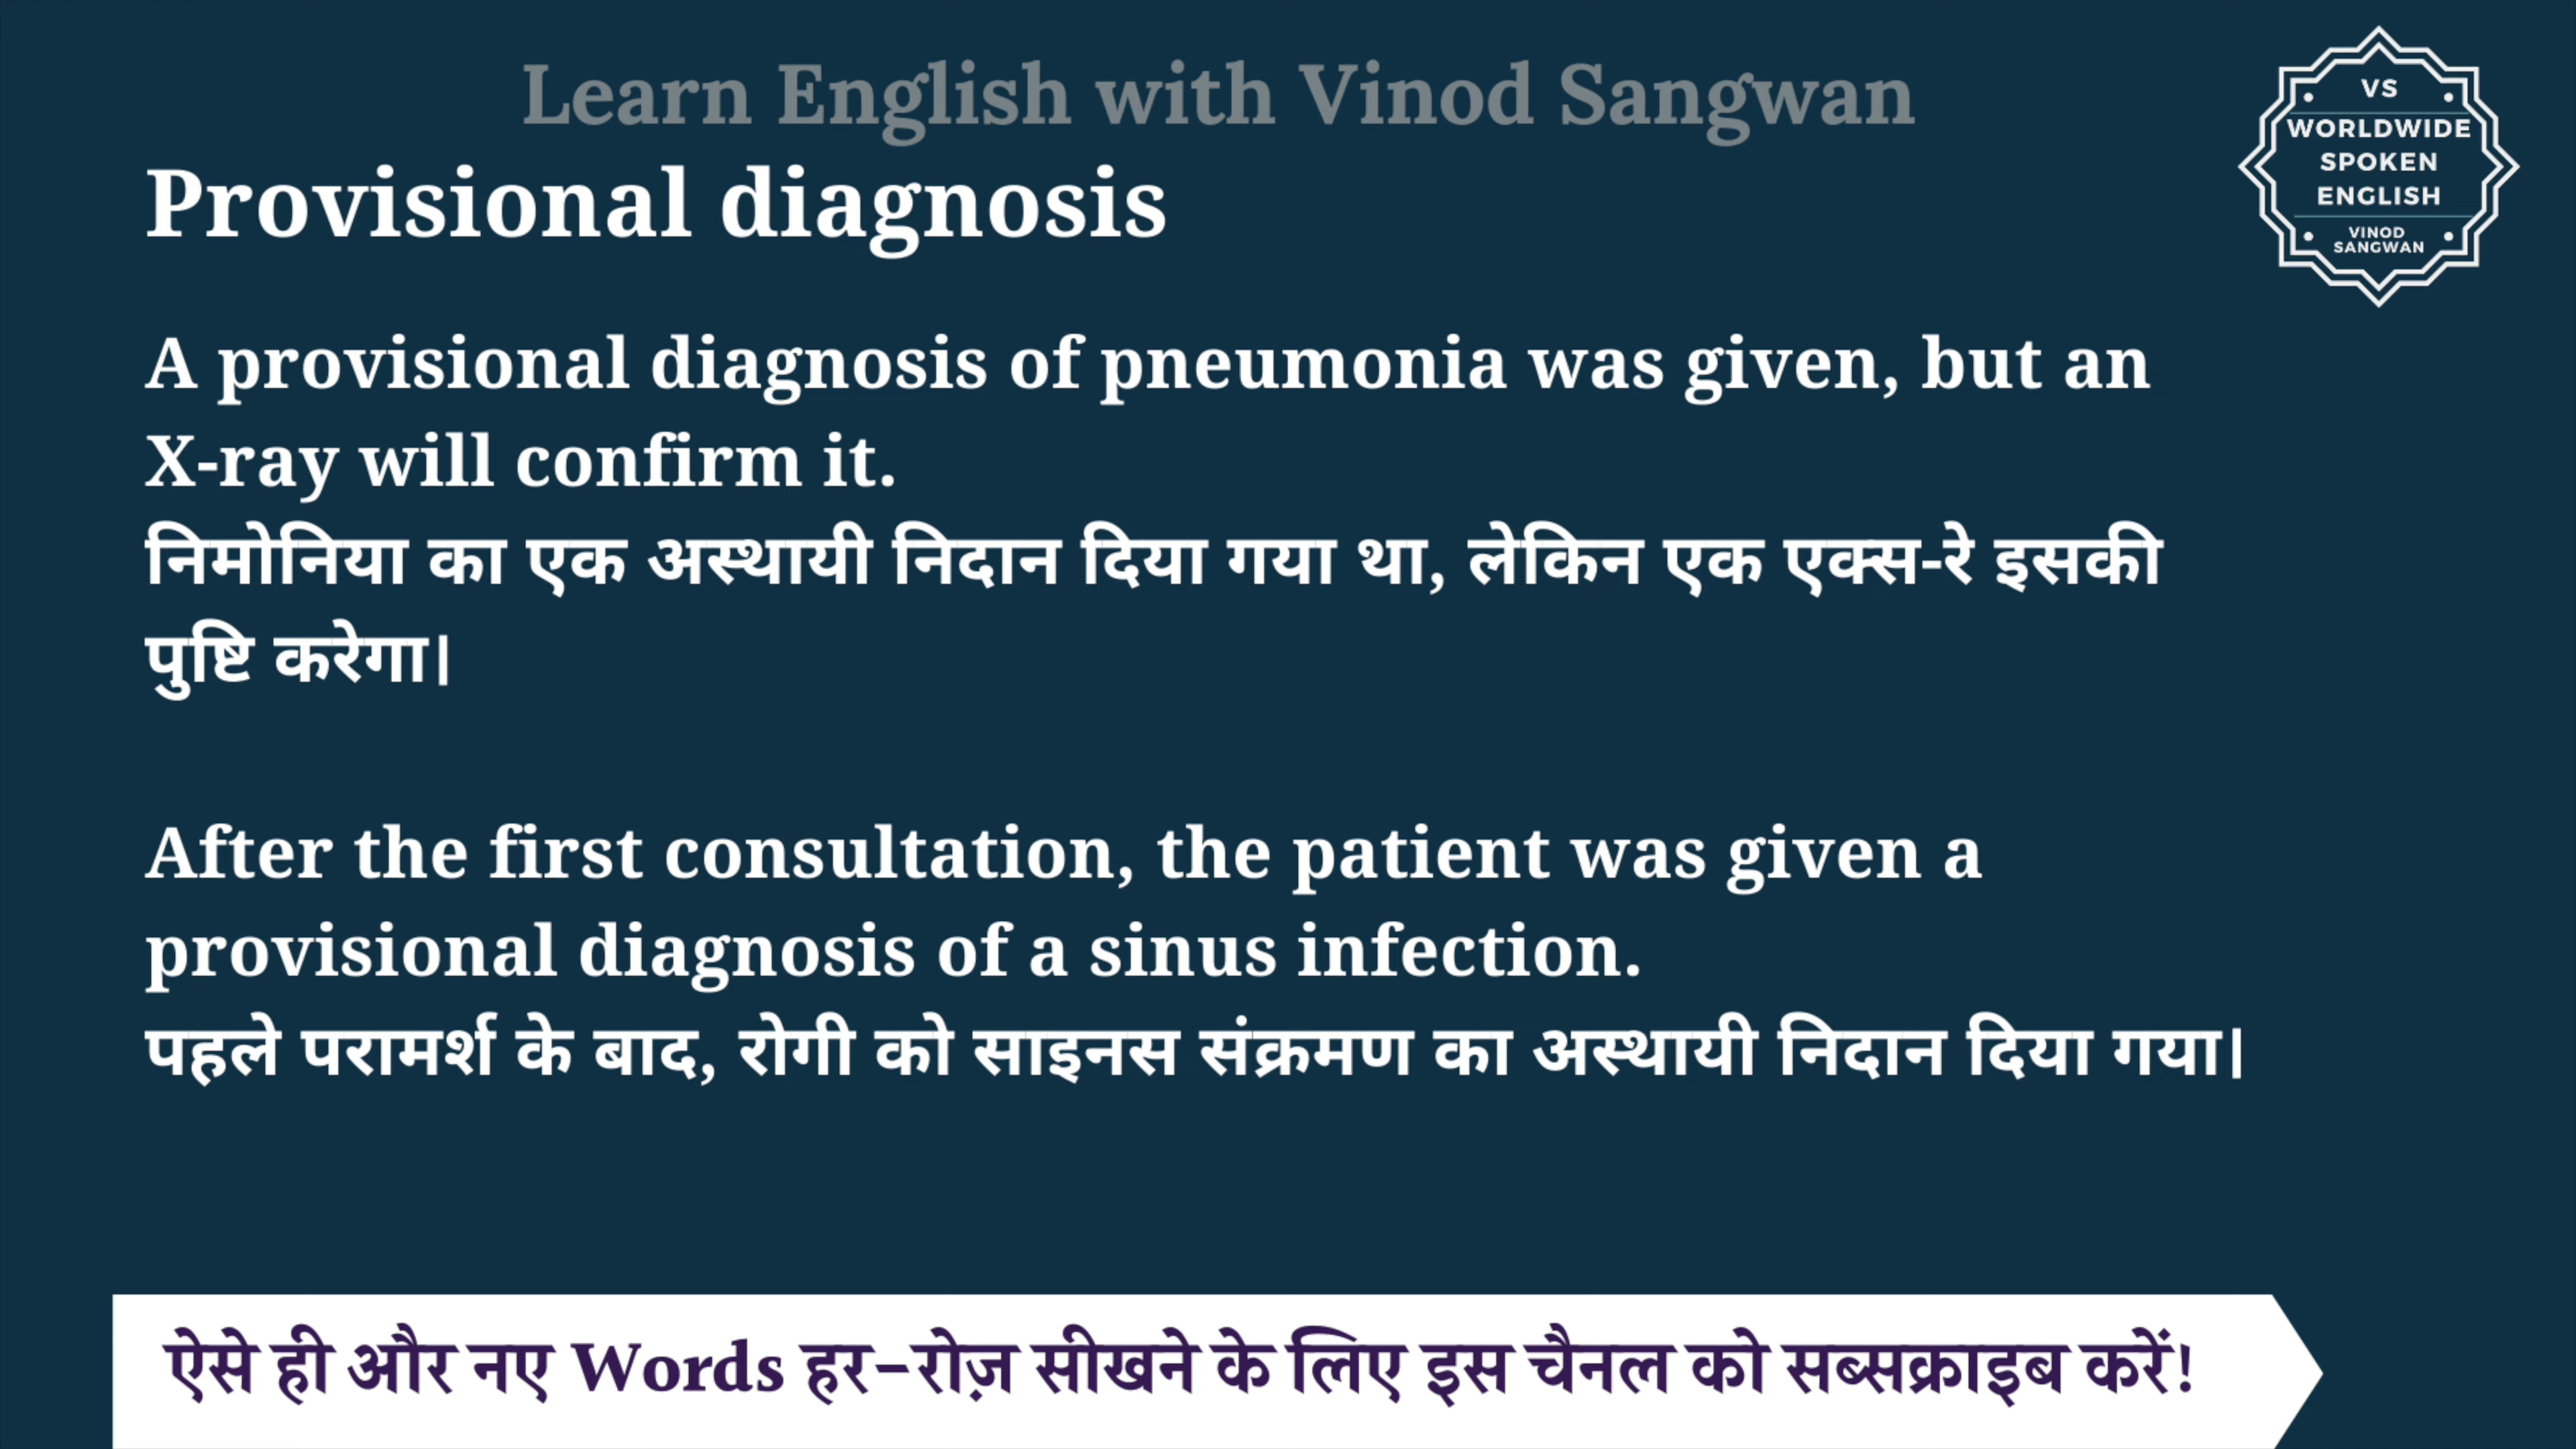 Learn English with Vinod Sangwan
VS
WORLDWIDE
SPOKEN
ENGLISH
VINOD
SANGWAN
Provisional diagnosis
A provisional diagnosis of pneumonia was given, but an
X-ray will confirm it.
निमोनिया का एक अस्थायी निदान दिया गया था, लेकिन एक एक्स-रे इसकी
पुष्टि करेगा।
After the first consultation, the patient was given a
provisional diagnosis of a sinus infection.
पहले परामर्श के बाद, रोगी को साइनस संक्रमण का अस्थायी निदान दिया गया।
ऐसे ही और नए Words हर-रोज़ सीखने के लिए इस चैनल को सब्सक्राइब करें!